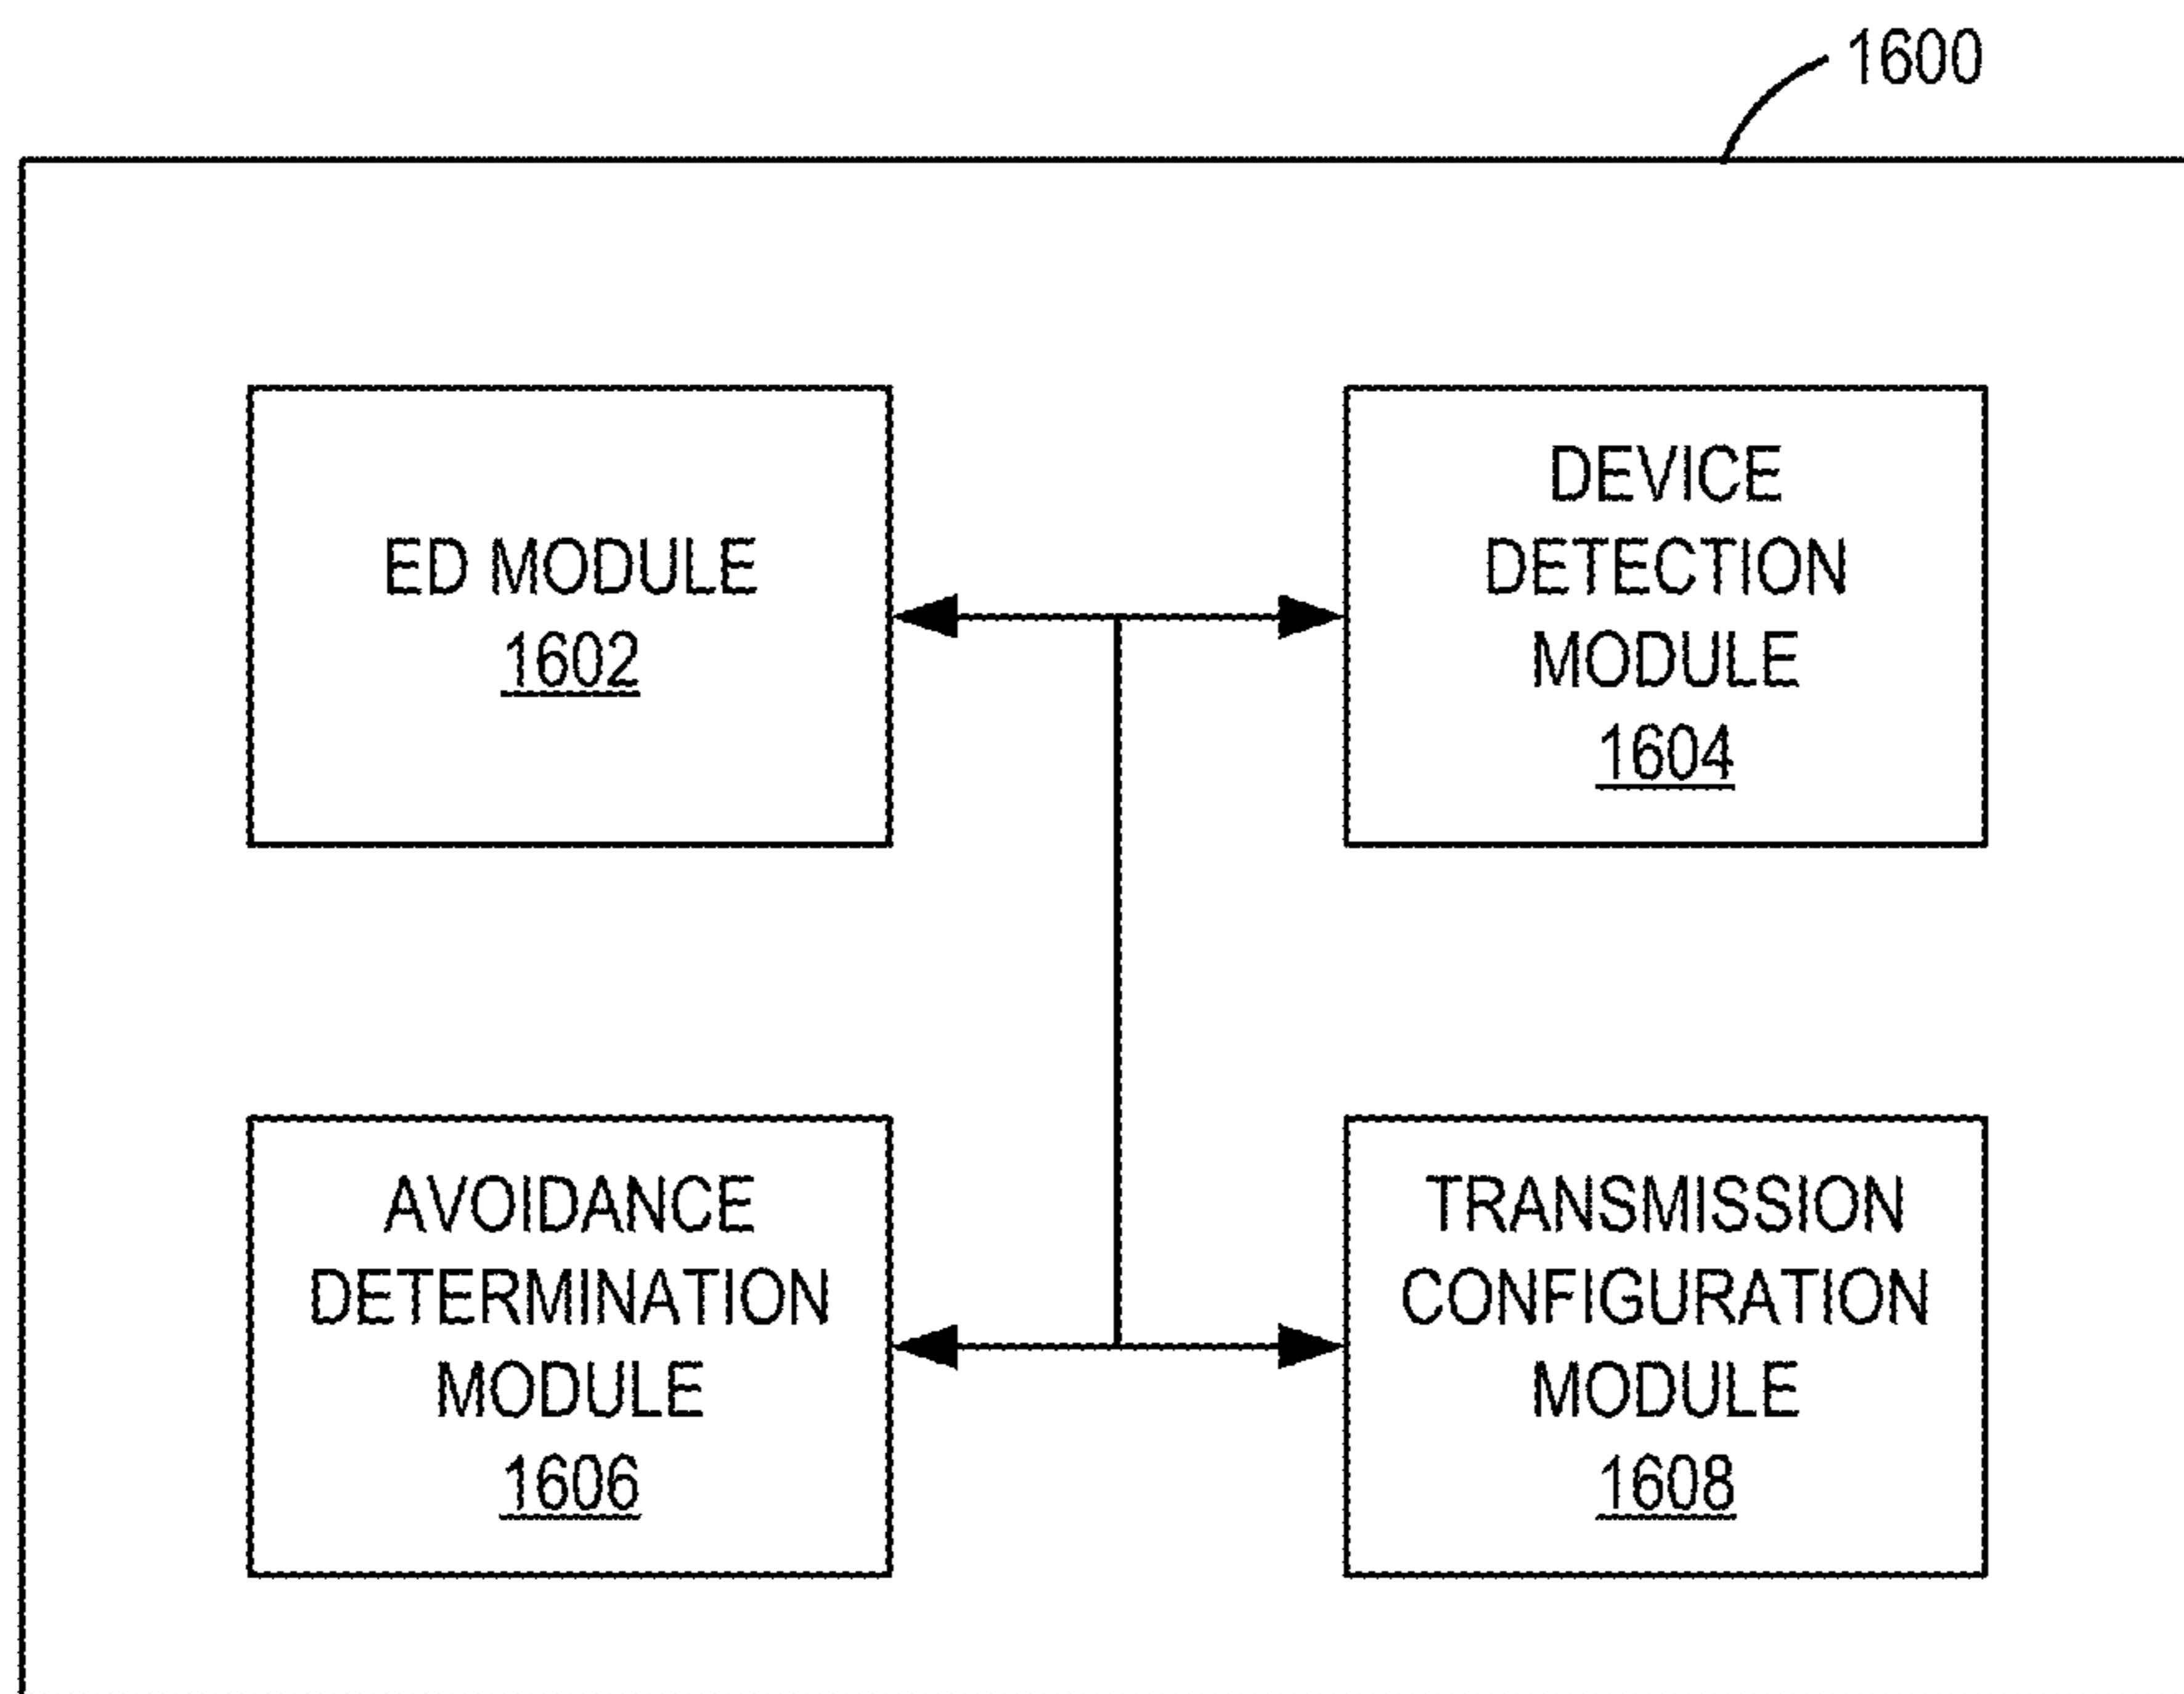 1600
ED MODULE
1602
DEVICE
DETECTION
MODULE
1604
AVOIDANCE
DETERMINATION
MODULE
1606
TRANSMISSION
CONFIGURATION
MODULE
1608